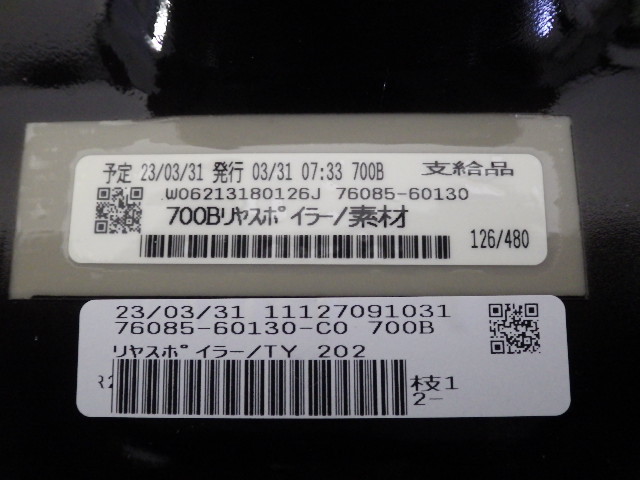 予定 23/03/31 発行 03/31 07:33 700B 支給品
W06213180126J 76085-60130
700Bリヤスポイラー/素材
126/480
23/03/31 11127091031
76085-60130-C0 700B
リヤスポイラー/TY 202
枝1
2-